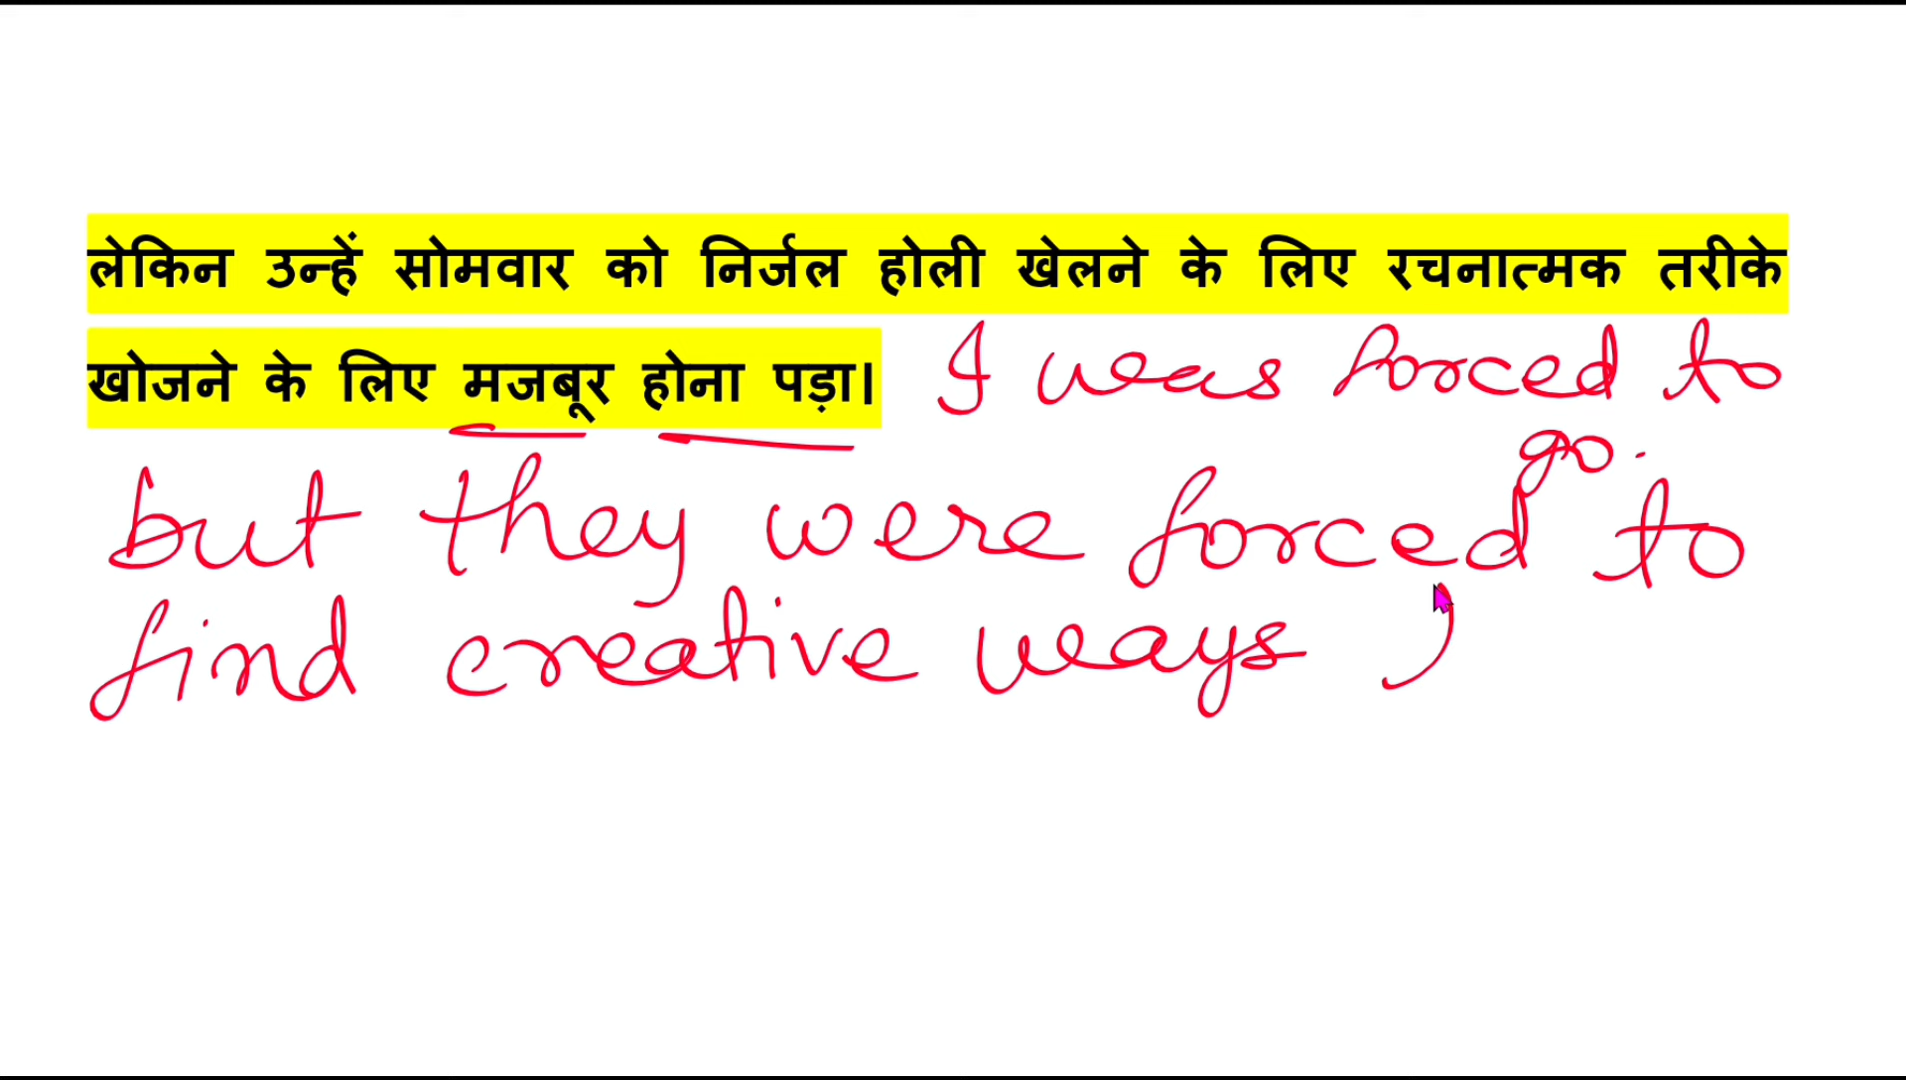 लेकिन उन्हें सोमवार को निर्जल होली खेलने के लिए रचनात्मक तरीके
खोजने के लिए मजबूर होना पड़ा।
I was forced to
go.
but they were forced to
find creative ways